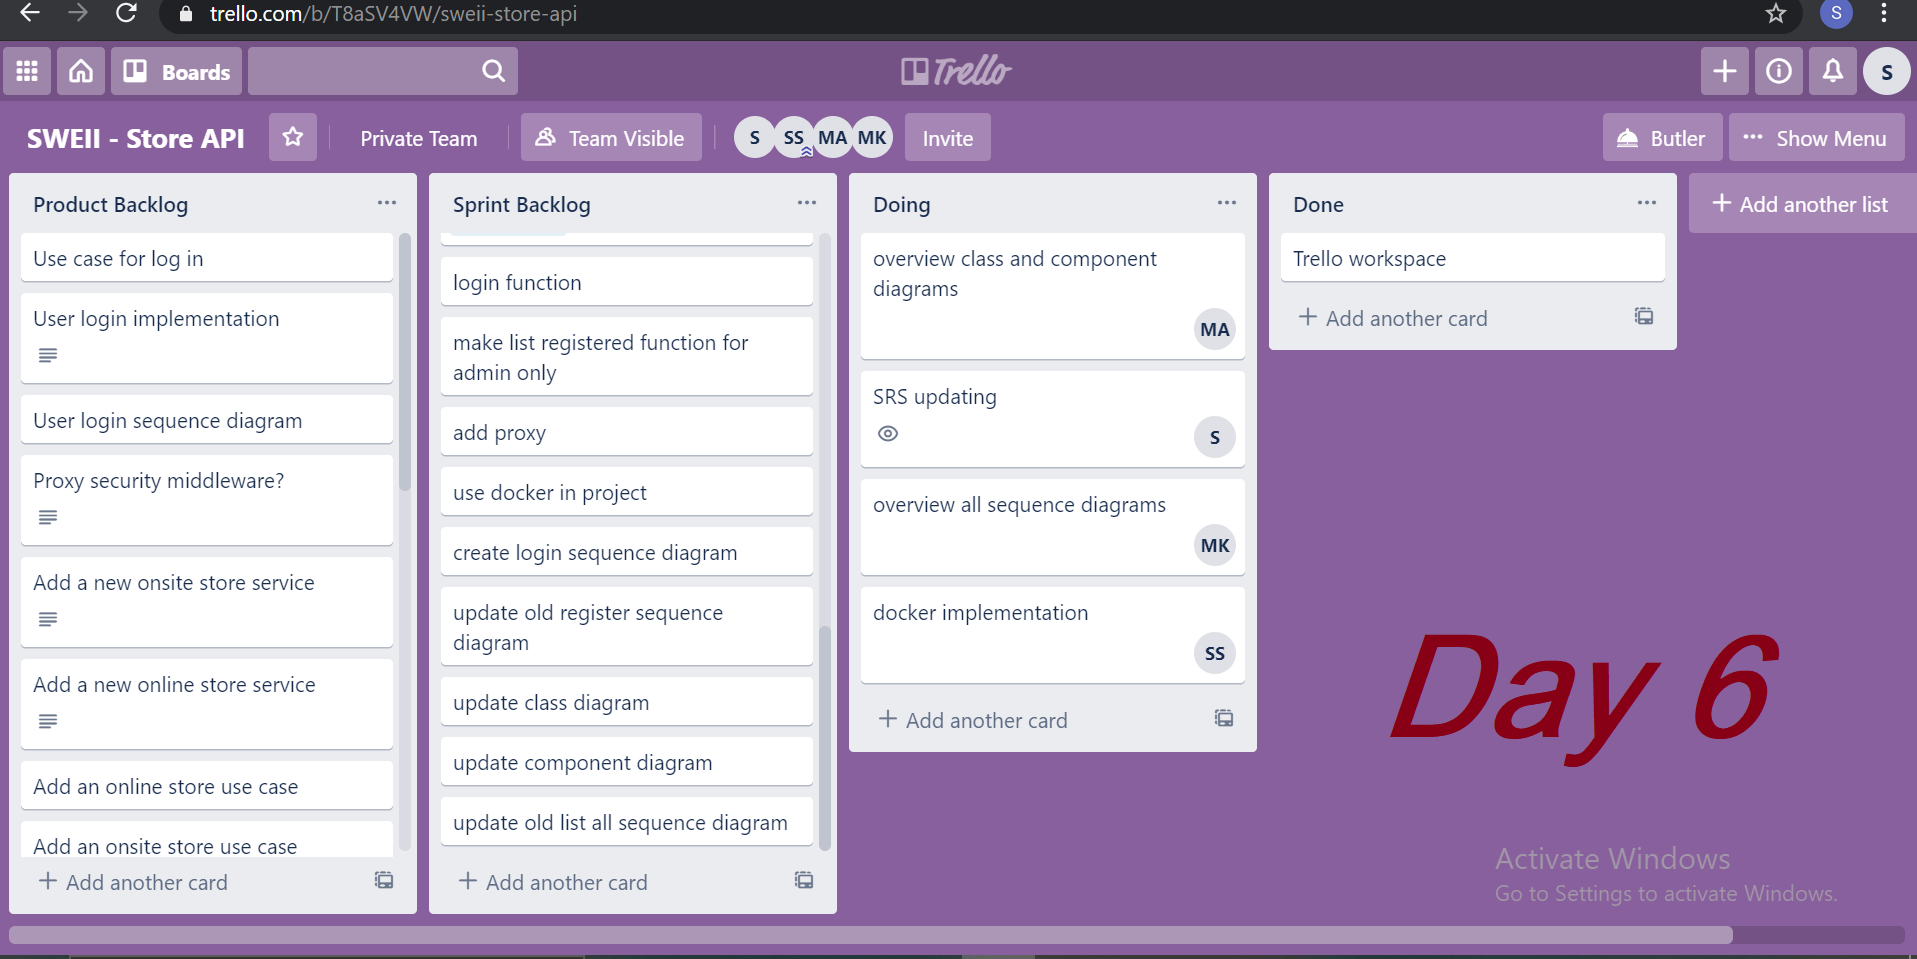 trello.com/b/T8aSV4VW/sweii-store-api
S
Boards
Trello
S
SWEII - Store API
Private Team
Team Visible
S SS MA MK
Invite
Butler
Show Menu
Product Backlog
Use case for log in
User login implementation
User login sequence diagram
Proxy security middleware?
Add a new onsite store service
Add a new online store service
Add an online store use case
Add an onsite store use case
+ Add another card
Sprint Backlog
login function
make list registered function for
admin only
add proxy
use docker in project
create login sequence diagram
update old register sequence
diagram
update class diagram
update component diagram
update old list all sequence diagram
+ Add another card
Doing
overview class and component
diagrams
MA
SRS updating
S
overview all sequence diagrams
MK
docker implementation
SS
+ Add another card
Done
Trello workspace
+ Add another card
+ Add another list
Day 6
Activate Windows
Go to Settings to activate Windows.